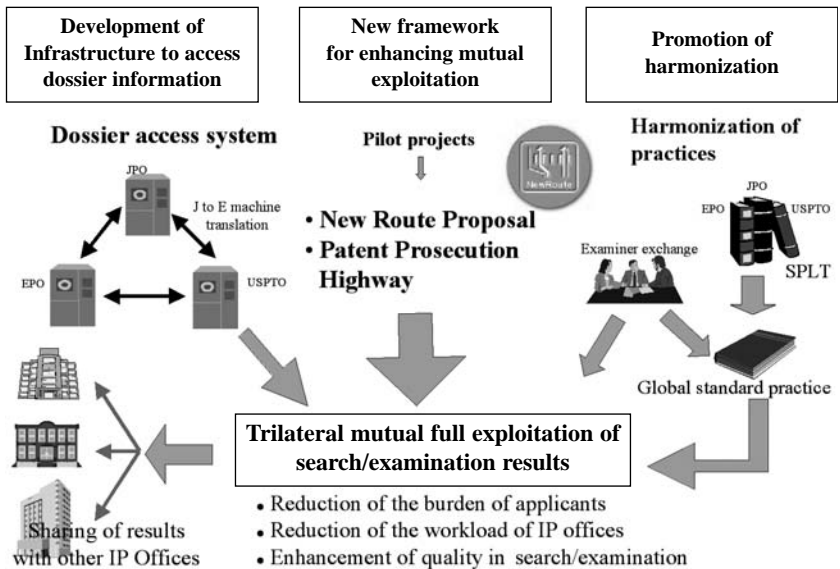 Development of
Infrastructure to access
dossier information
New framework
for enhancing mutual
exploitation
Promotion of
harmonization
Dossier access system
JPO
J to E machine
translation
EPO
USPTO
Pilot projects
NewRoute
• New Route Proposal
• Patent Prosecution
Highway
Harmonization of
practices
JPO
EPO
USPTO
SPLT
Examiner exchange
Global standard practice
Trilateral mutual full exploitation of
search/examination results
• Reduction of the burden of applicants
• Reduction of the workload of IP offices
• Enhancement of quality in search/examination
Sharing of results
with other IP Offices